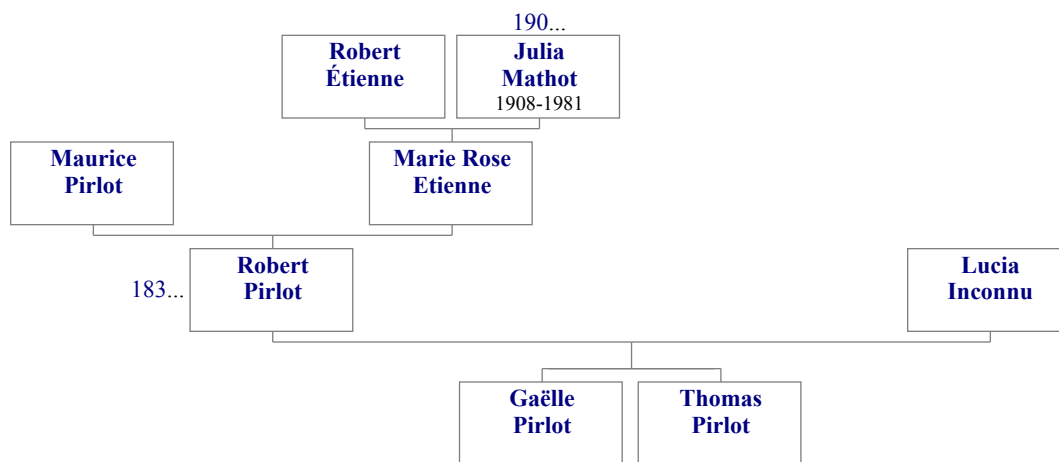 190...
Robert
Étienne
Julia
Mathot
1908-1981
Maurice
Pirlot
Marie Rose
Etienne
183...
Robert
Pirlot
Lucia
Inconnu
Gaëlle
Pirlot
Thomas
Pirlot